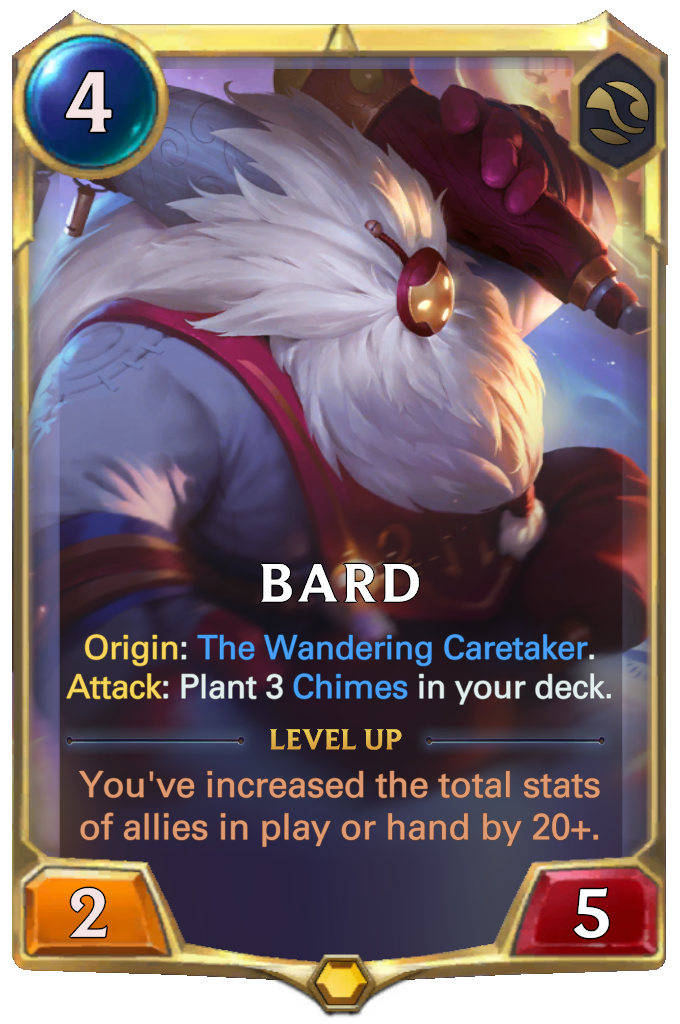 4
BARD
Origin: The Wandering Caretaker.
Attack: Plant 3 Chimes in your deck.
LEVEL UP
You've increased the total stats
of allies in play or hand by 20+.
2
5